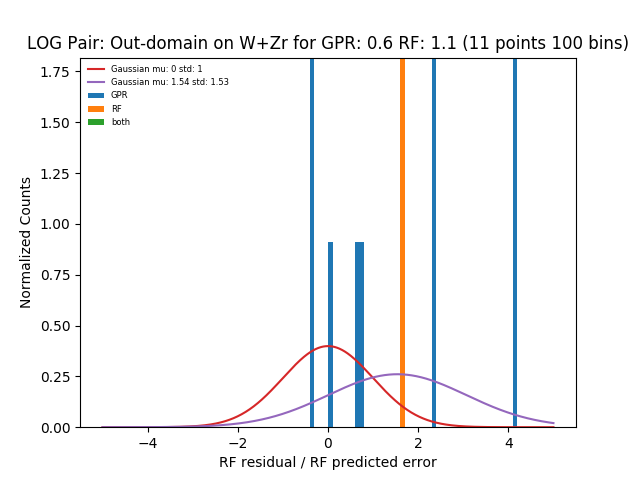 LOG Pair: Out-domain on W+Zr for GPR: 0.6 RF: 1.1 (11 points 100 bins)
Gaussian mu: 0 std: 1
Gaussian mu: 1.54 std: 1.53
GPR
RF
both
Normalized Counts
1.75
1.50
1.25
1.00
0.75
0.50
0.25
0.00
−4 −2 0 2 4
RF residual / RF predicted error